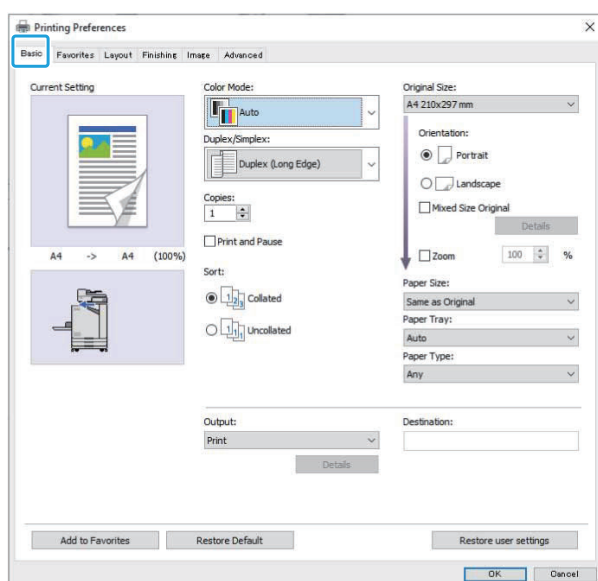 Printing Preferences
Basic Favorites Layout Finishing Image Advanced
Current Setting
A4 -> A4 (100%)
Color Mode:
Auto
Duplex/Simplex:
Duplex (Long Edge)
Copies:
1
Print and Pause
Sort:
Collated
Uncollated
Original Size:
A4 210x297 mm
Orientation:
Portrait
Landscape
Mixed Size Original
Details
Zoom 100 %
Paper Size:
Same as Original
Paper Tray:
Auto
Paper Type:
Any
Output:
Print
Details
Destination:
Add to Favorites Restore Default Restore user settings
OK Cancel